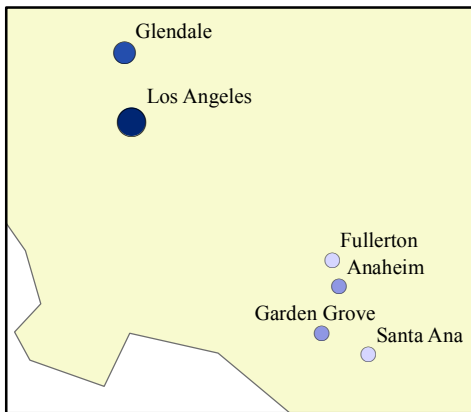 Glendale
Los Angeles
Fullerton
Anaheim
Garden Grove
Santa Ana